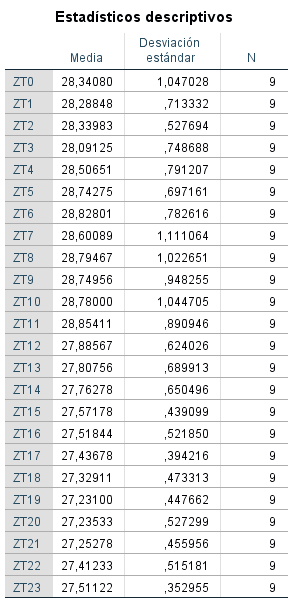 Estadísticos descriptivos
Media Desviación estándar N
ZT0 28,34080 1,047028 9
ZT1 28,28848 ,713332 9
ZT2 28,33983 ,527694 9
ZT3 28,09125 ,748688 9
ZT4 28,50651 ,791207 9
ZT5 28,74275 ,697161 9
ZT6 28,82801 ,782616 9
ZT7 28,60089 1,111064 9
ZT8 28,79467 1,022651 9
ZT9 28,74956 ,948255 9
ZT10 28,78000 1,044705 9
ZT11 28,85411 ,890946 9
ZT12 27,88567 ,624026 9
ZT13 27,80756 ,689913 9
ZT14 27,76278 ,650496 9
ZT15 27,57178 ,439099 9
ZT16 27,51844 ,521850 9
ZT17 27,43678 ,394216 9
ZT18 27,32911 ,473313 9
ZT19 27,23100 ,447662 9
ZT20 27,23533 ,527299 9
ZT21 27,25278 ,455956 9
ZT22 27,41233 ,515181 9
ZT23 27,51122 ,352955 9